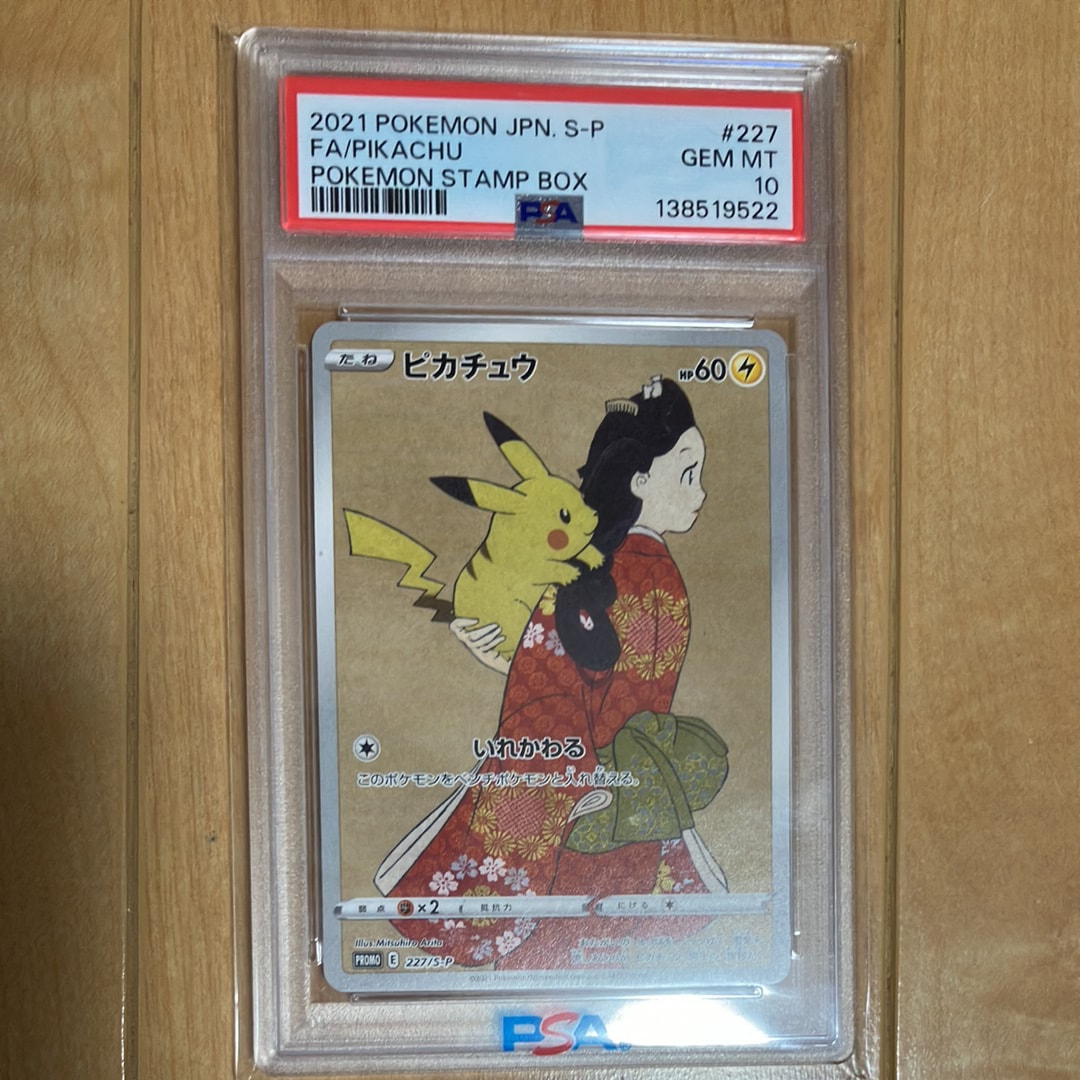 2021 POKEMON JPN. S-P #227
FA/PIKACHU GEM MT
POKEMON STAMP BOX 10
PSA 138519522
たね ピカチュウ HP60
いれかわる
このポケモンをベンチポケモンと入れ替える。
弱点 ×2 抵抗力 にげる
Illus. Mitsuhiro Arita
PROMO E 227/S-P
©2021 Pokémon
PSA